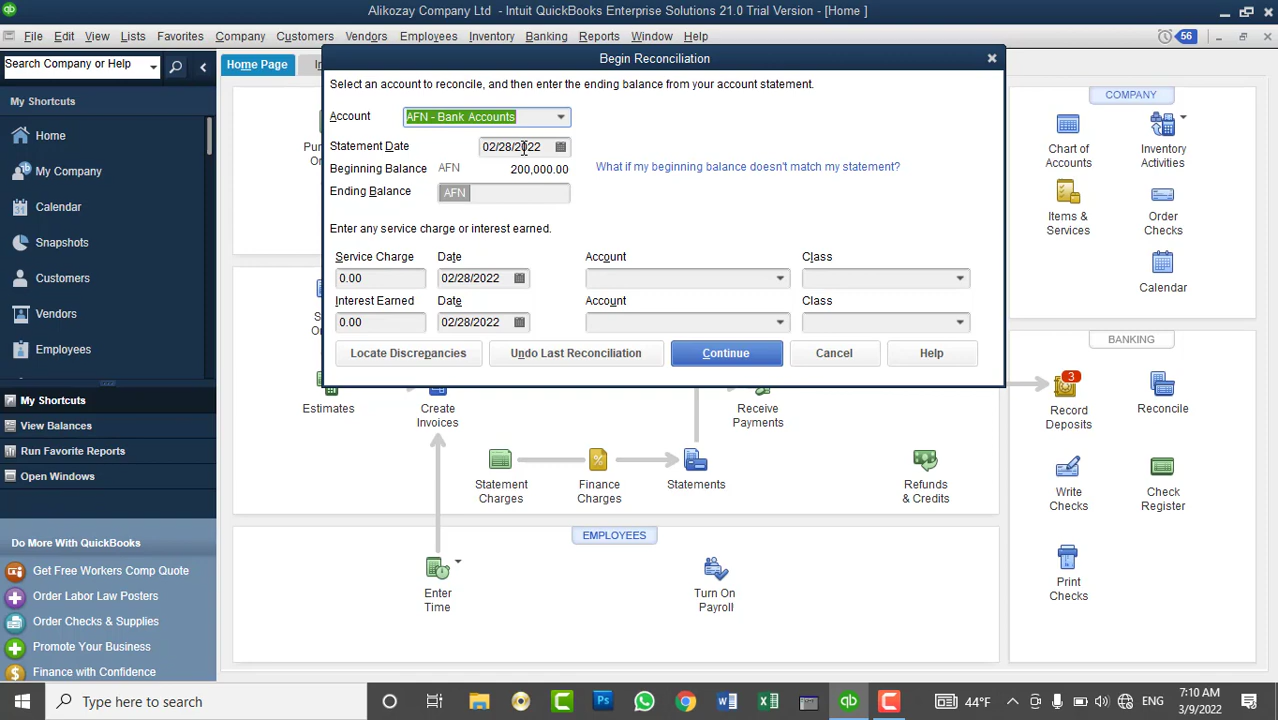 Alikozay Company Ltd - Intuit QuickBooks Enterprise Solutions 21.0 Trial Version - [Home ]
File Edit View Lists Favorites Company Customers Vendors Employees Inventory Banking Reports Window Help 56
Search Company or Help
Home Page
My Shortcuts
Home
My Company
Calendar
Snapshots
Customers
Vendors
Employees
My Shortcuts
View Balances
Run Favorite Reports
Open Windows
Do More With QuickBooks
Get Free Workers Comp Quote
Order Labor Law Posters
Order Checks & Supplies
Promote Your Business
Finance with Confidence
Begin Reconciliation
Select an account to reconcile, and then enter the ending balance from your account statement.
Account AFN - Bank Accounts
Statement Date 02/28/2022
Beginning Balance AFN 200,000.00 What if my beginning balance doesn't match my statement?
Ending Balance AFN
Enter any service charge or interest earned.
Service Charge Date Account Class
0.00 02/28/2022
Interest Earned Date Account Class
0.00 02/28/2022
Locate Discrepancies Undo Last Reconciliation Continue Cancel Help
Estimates
Create
Invoices
Receive
Payments
Statement
Charges
Finance
Charges
Statements
Refunds
& Credits
EMPLOYEES
Enter
Time
Turn On
Payroll
COMPANY
Chart of
Accounts
Inventory
Activities
Items &
Services
Order
Checks
Calendar
BANKING
3
Record
Deposits
Reconcile
Write
Checks
Check
Register
Print
Checks
Type here to search
44°F
ENG
7:10 AM
3/9/2022